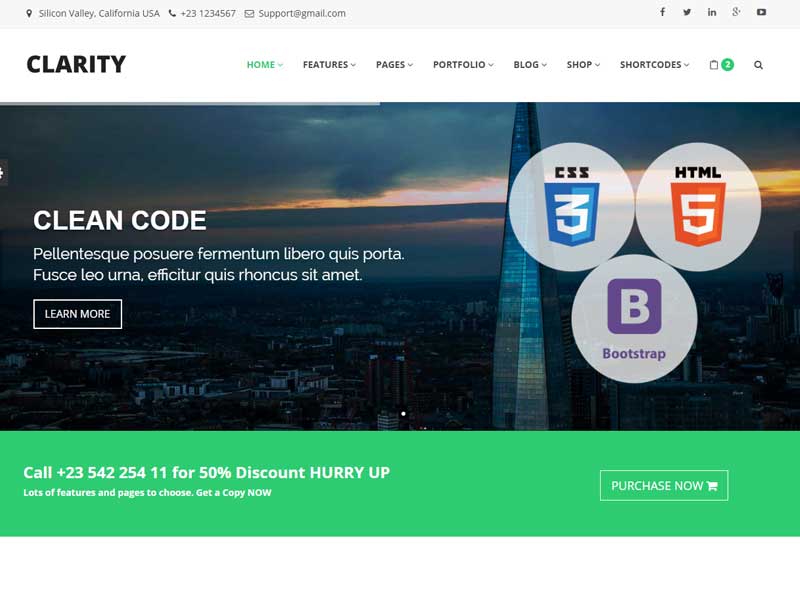 Silicon Valley, California USA +23 1234567 Support@gmail.com
CLARITY
HOME FEATURES PAGES PORTFOLIO BLOG SHOP SHORTCODES 2
CLEAN CODE
Pellentesque posuere fermentum libero quis porta.
Fusce leo urna, efficitur quis rhoncus sit amet.
LEARN MORE
CSS
3
HTML
5
B
Bootstrap
Call +23 542 254 11 for 50% Discount HURRY UP
Lots of features and pages to choose. Get a Copy NOW
PURCHASE NOW